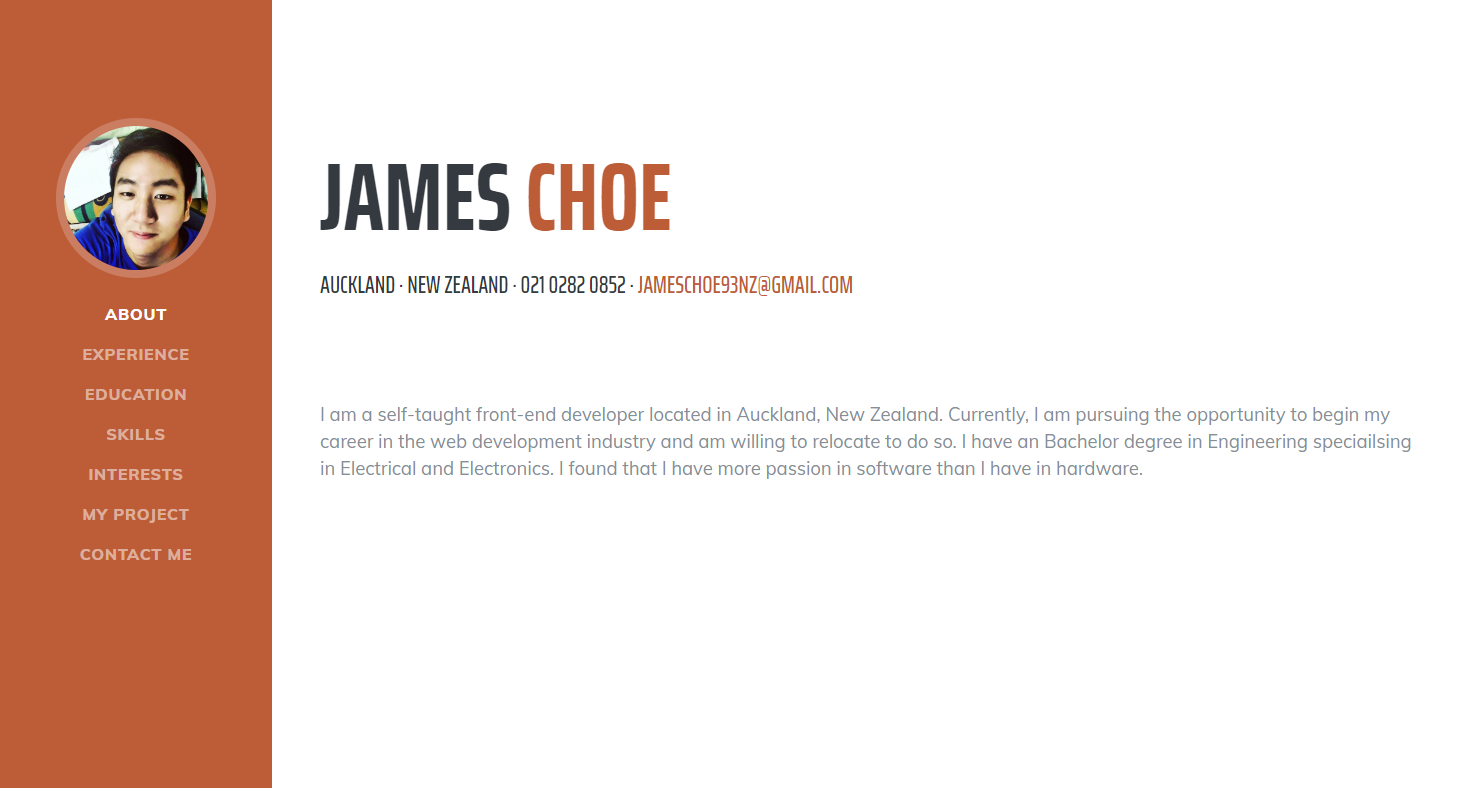 ABOUT
EXPERIENCE
EDUCATION
SKILLS
INTERESTS
MY PROJECT
CONTACT ME
JAMES CHOE
AUCKLAND · NEW ZEALAND · 021 0282 0852 · JAMESCHOE93NZ@GMAIL.COM
I am a self-taught front-end developer located in Auckland, New Zealand. Currently, I am pursuing the opportunity to begin my
career in the web development industry and am willing to relocate to do so. I have an Bachelor degree in Engineering speciailsing
in Electrical and Electronics. I found that I have more passion in software than I have in hardware.